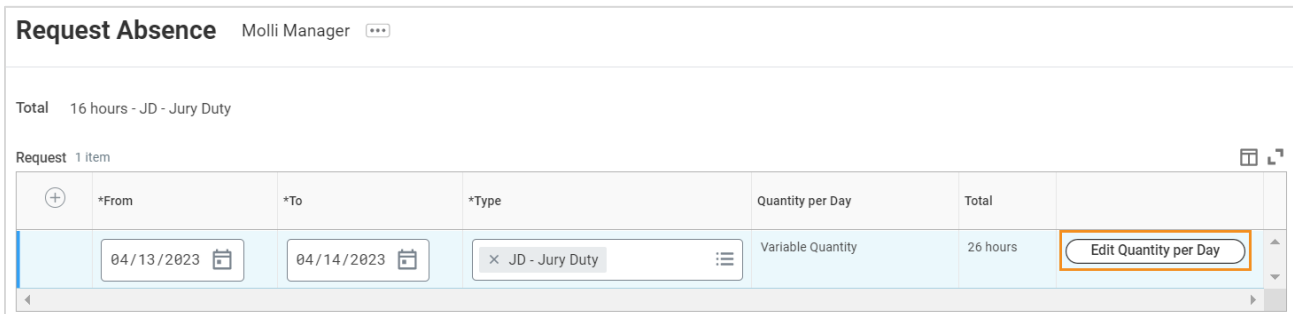 Request Absence Molli Manager
Total 16 hours - JD - Jury Duty
Request 1 item
*From *To *Type Quantity per Day Total
04/13/2023 04/14/2023 × JD - Jury Duty Variable Quantity 26 hours Edit Quantity per Day